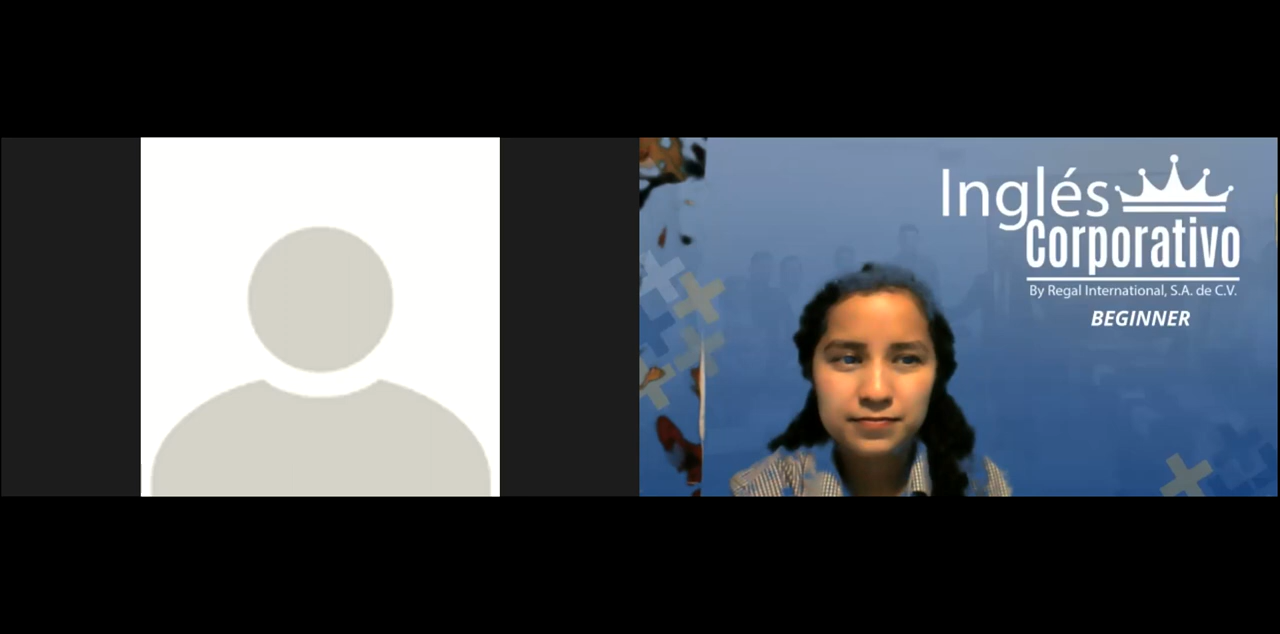 Inglés
Corporativo
By Regal International, S.A. de C.V.
BEGINNER